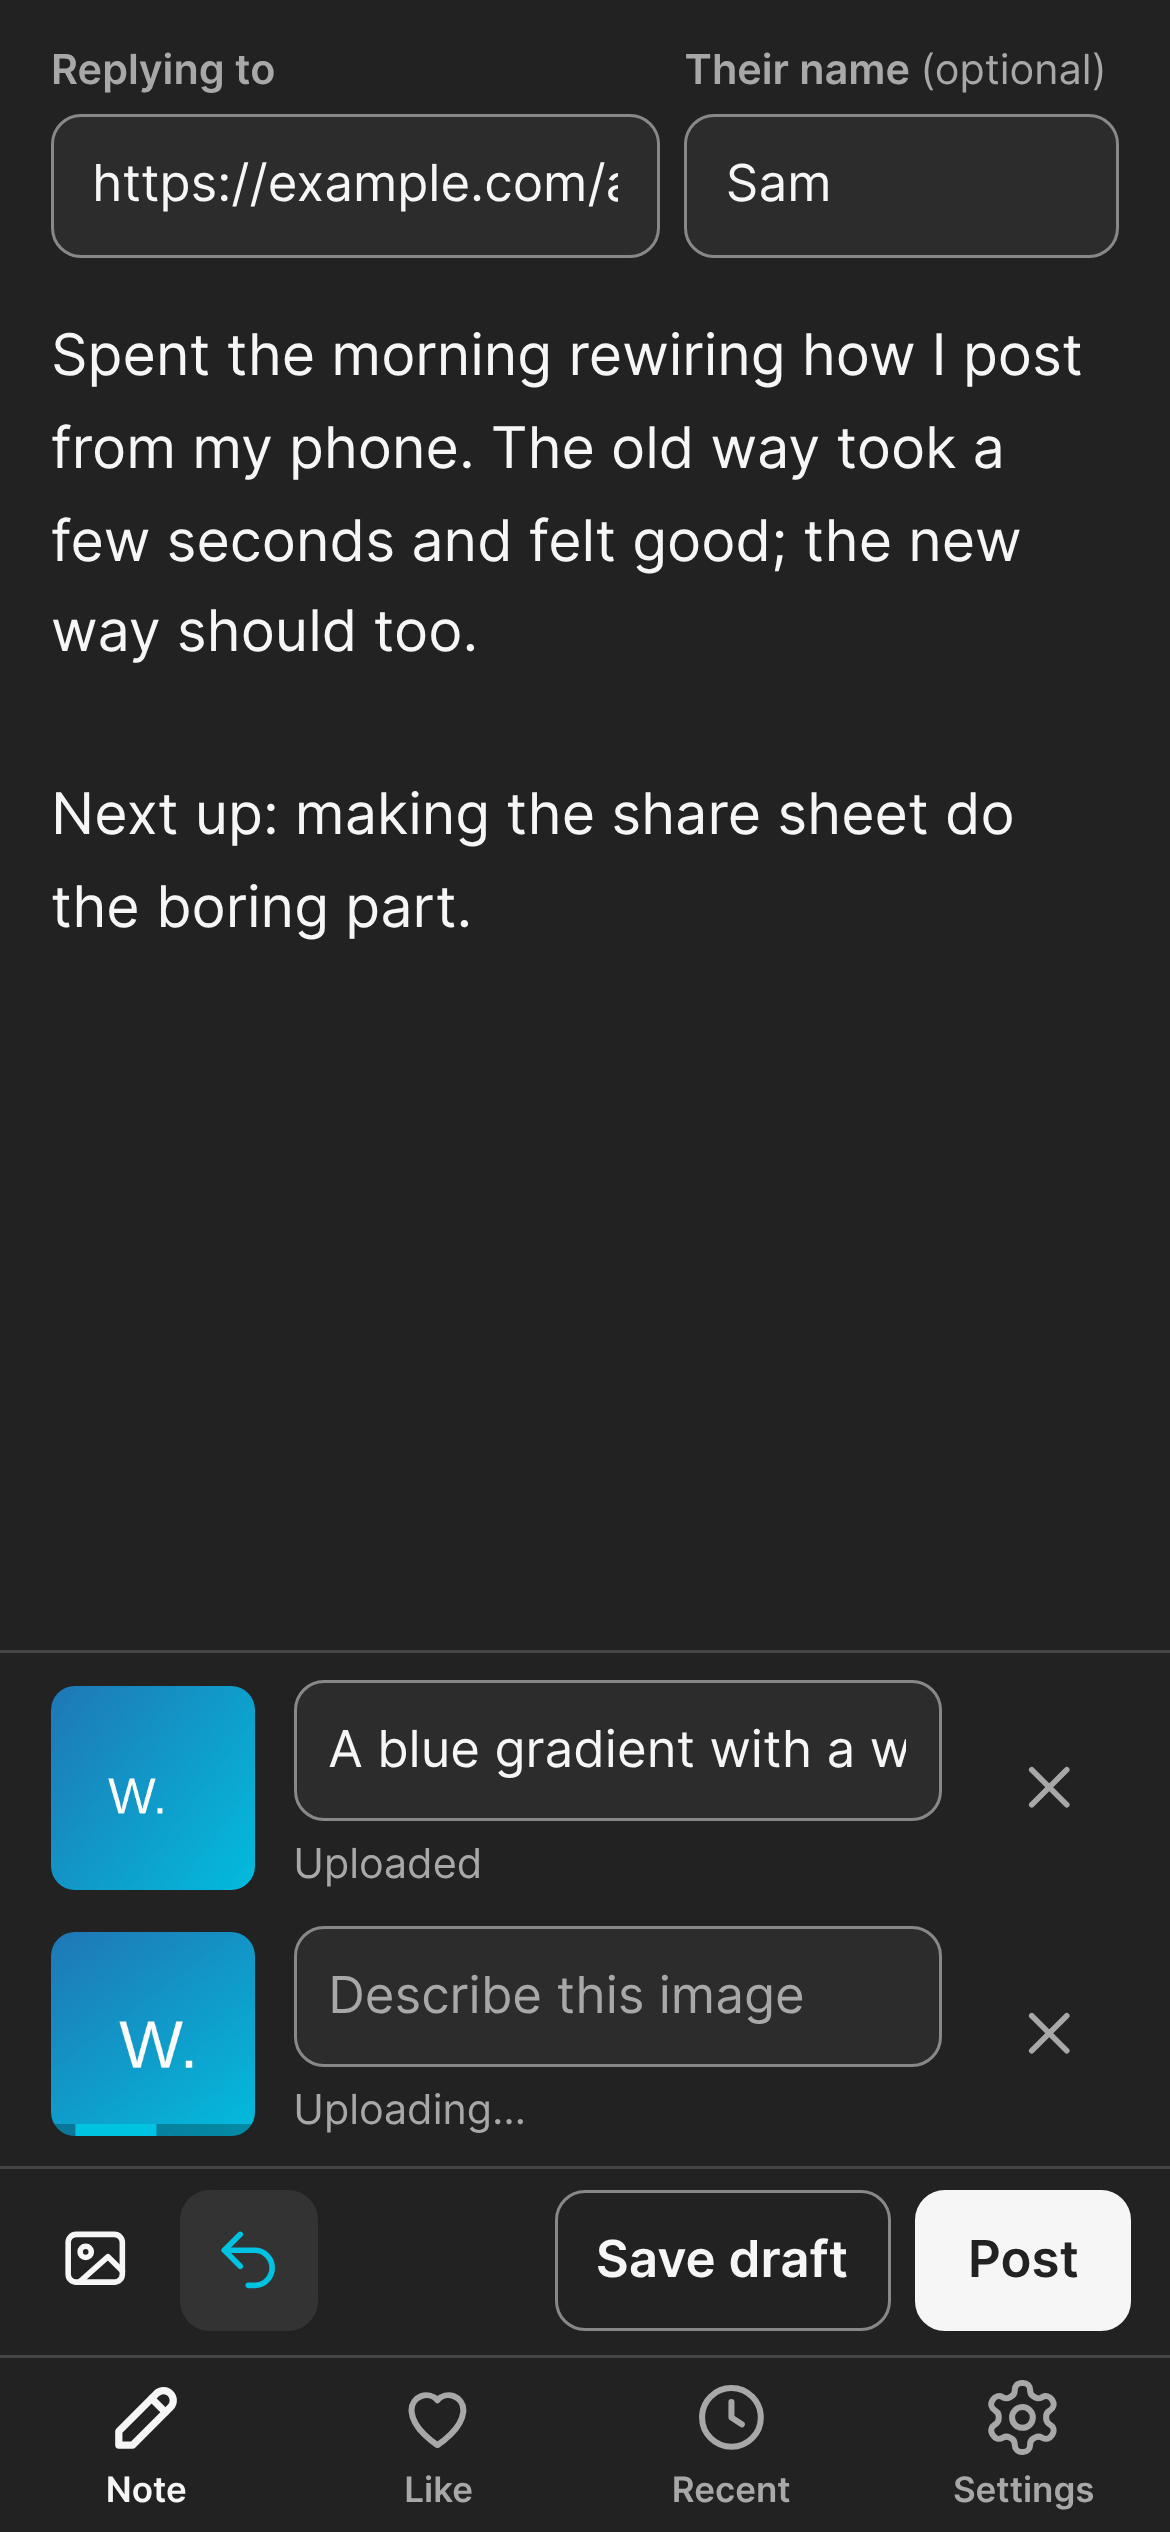 Replying to
Their name (optional)
https://example.com/a
Sam
Spent the morning rewiring how I post
from my phone. The old way took a
few seconds and felt good; the new
way should too.
Next up: making the share sheet do
the boring part.
W.
A blue gradient with a w
Uploaded
W.
Describe this image
Uploading...
Save draft
Post
Note
Like
Recent
Settings